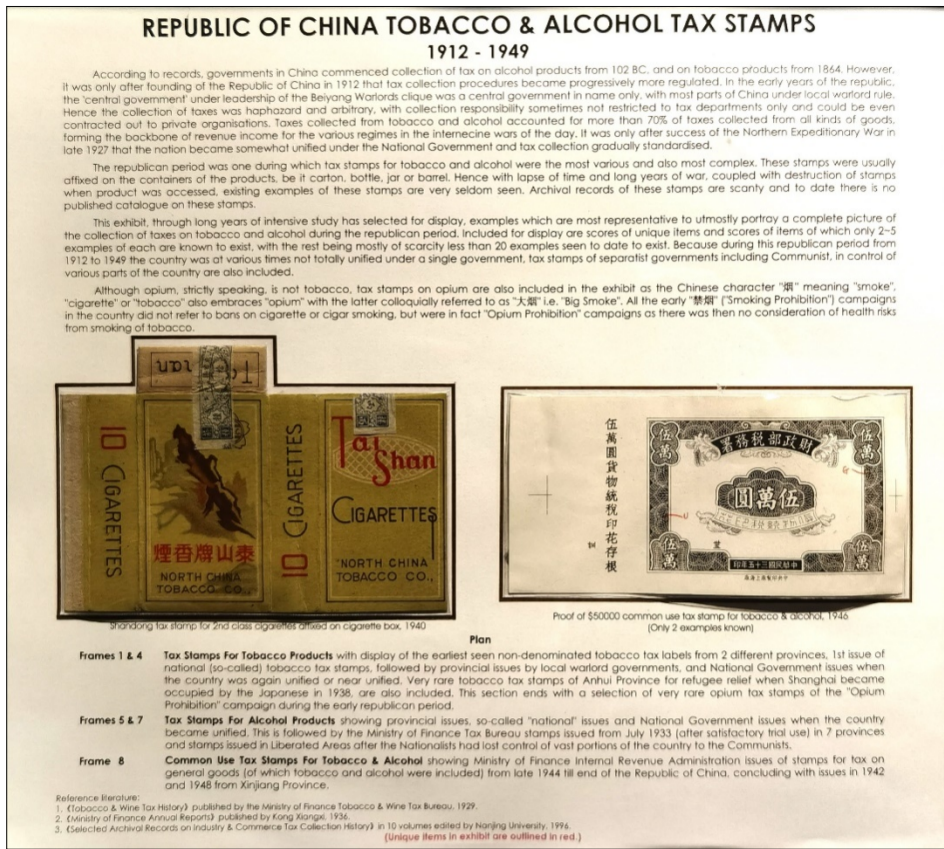 REPUBLIC OF CHINA TOBACCO & ALCOHOL TAX STAMPS
1912 - 1949
According to records, governments in China commenced collection of tax on alcohol products from 102 BC. and on tobacco products from 1864. However,
it was only after founding of the Republic of China in 1912 that tax collection procedures became progressively more regulated. In the early years of the republic,
the 'central government' under leadership of the Beiyang Warlords clique was a central government in name only, with most parts of China under local warlord rule.
Hence the collection of taxes was haphazard and arbitrary, with collection responsibility sometimes not restricted to tax departments only and could be even
contracted out to private organisations. Taxes collected from tobacco and alcohol accounted for more than 70% of taxes collected from all kinds of goods,
forming the backbone of revenue income for the various regimes in the internecine wars of the day. It was only after success of the Northern Expeditionary War in
late 1927 that the nation became somewhat unified under the National Government and tax collection gradually standardised.
The republican period was one during which tax stamps for tobacco and alcohol were the most various and also most complex. These stamps were usually
affixed on the containers of the products, be it carton, bottle, jar or barrel. Hence with lapse of time and long years of war, coupled with destruction of stamps
when product was accessed, existing examples of these stamps are very seldom seen. Archival records of these stamps are scanty and to date there is no
published catalogue on these stamps.
This exhibit, through long years of intensive study has selected for display, examples which are most representative to utmostly portray a complete picture of
the collection of taxes on tobacco and alcohol during the republican period. Included for display are scores of unique items and scores of items of which only 2~5
examples of each are known to exist, with the rest being mostly of scarcity less than 20 examples seen to date to exist. Because during this republican period from
1912 to 1949 the country was at various times not totally unified under a single government, tax stamps of separatist governments including Communist, in control of
various parts of the country are also included.
Although opium, strictly speaking, is not tobacco, tax stamps on opium are also included in the exhibit as the Chinese character "烟" meaning "smoke",
"cigarette" or "tobacco" also embraces "opium" with the latter colloquially referred to as "大烟" i.e. "Big Smoke". All the early "禁烟" ("Smoking Prohibition") campaigns
in the country did not refer to bans on cigarette or cigar smoking, but were in fact "Opium Prohibition" campaigns as there was then no consideration of health risks
from smoking of tobacco.
10 CIGARETTES
煙香牌山泰
NORTH CHINA
TOBACCO CO.,
10 CIGARETTES
Tai
Shan
CIGARETTES
"NORTH CHINA
TOBACCO CO.,
伍萬圓貨物統稅印花存根
署務稅部政財
伍萬
伍萬
圓萬伍
伍萬
伍萬
印年五十三國民華中
Shandong tax stamp for 2nd class cigarettes affixed on cigarette box, 1940
Proof of $50000 common use tax stamp for tobacco & alcohol, 1946
(Only 2 examples known)
Plan
Frames 1 & 4 Tax Stamps For Tobacco Products with display of the earliest seen non-denominated tobacco tax labels from 2 different provinces, 1st issue of
national (so-called) tobacco tax stamps, followed by provincial issues by local warlord governments, and National Government issues when
the country was again unified or near unified. Very rare tobacco tax stamps of Anhui Province for refugee relief when Shanghai became
occupied by the Japanese in 1938, are also included. This section ends with a selection of very rare opium tax stamps of the "Opium
Prohibition" campaign during the early republican period.
Frames 5 & 7 Tax Stamps For Alcohol Products showing provincial issues, so-called "national" issues and National Government issues when the country
became unified. This is followed by the Ministry of Finance Tax Bureau stamps issued from July 1933 (after satisfactory trial use) in 7 provinces
and stamps issued in Liberated Areas after the Nationalists had lost control of vast portions of the country to the Communists.
Frame 8 Common Use Tax Stamps For Tobacco & Alcohol showing Ministry of Finance Internal Revenue Administration issues of stamps for tax on
general goods (of which tobacco and alcohol were included) from late 1944 till end of the Republic of China, concluding with issues in 1942
and 1948 from Xinjiang Province.
Reference literature:
1. 《Tobacco & Wine Tax History》 published by the Ministry of Finance Tobacco & Wine Tax Bureau, 1929.
2. 《Ministry of Finance Annual Reports》 published by Kong Xiangxi, 1936.
3. 《Selected Archival Records on Industry & Commerce Tax Collection History》 in 10 volumes edited by Nanjing University, 1996.
(Unique items in exhibit are outlined in red.)